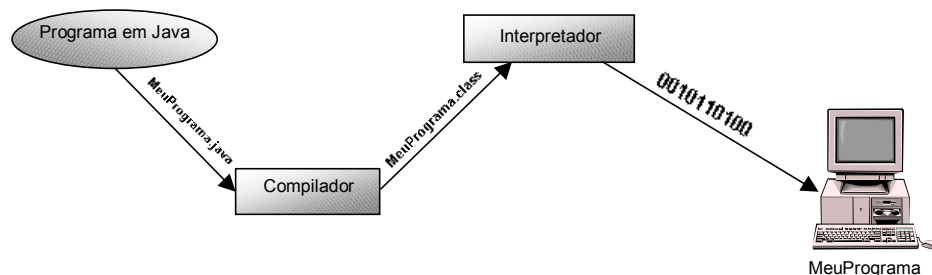 Programa em Java
MeuPrograma.java
Compilador
MeuPrograma.class
Interpretador
0010110100
MeuPrograma